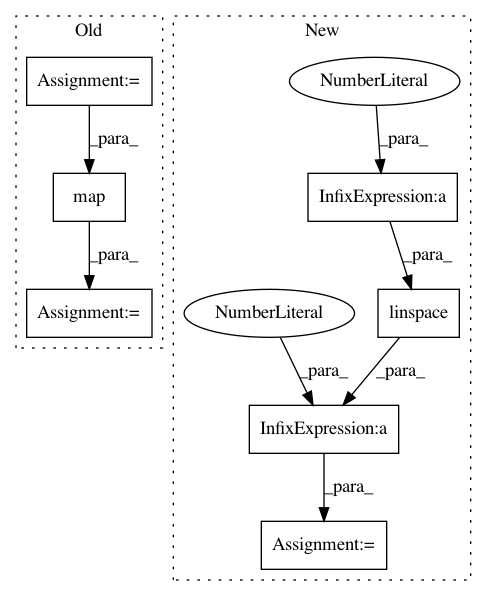 Old
New
Assignment:=
NumberLiteral
_para_
_para_
map
InfixExpression:a
_para_
_para_
Assignment:=
NumberLiteral
linspace
_para_
_para_
InfixExpression:a
_para_
Assignment:=